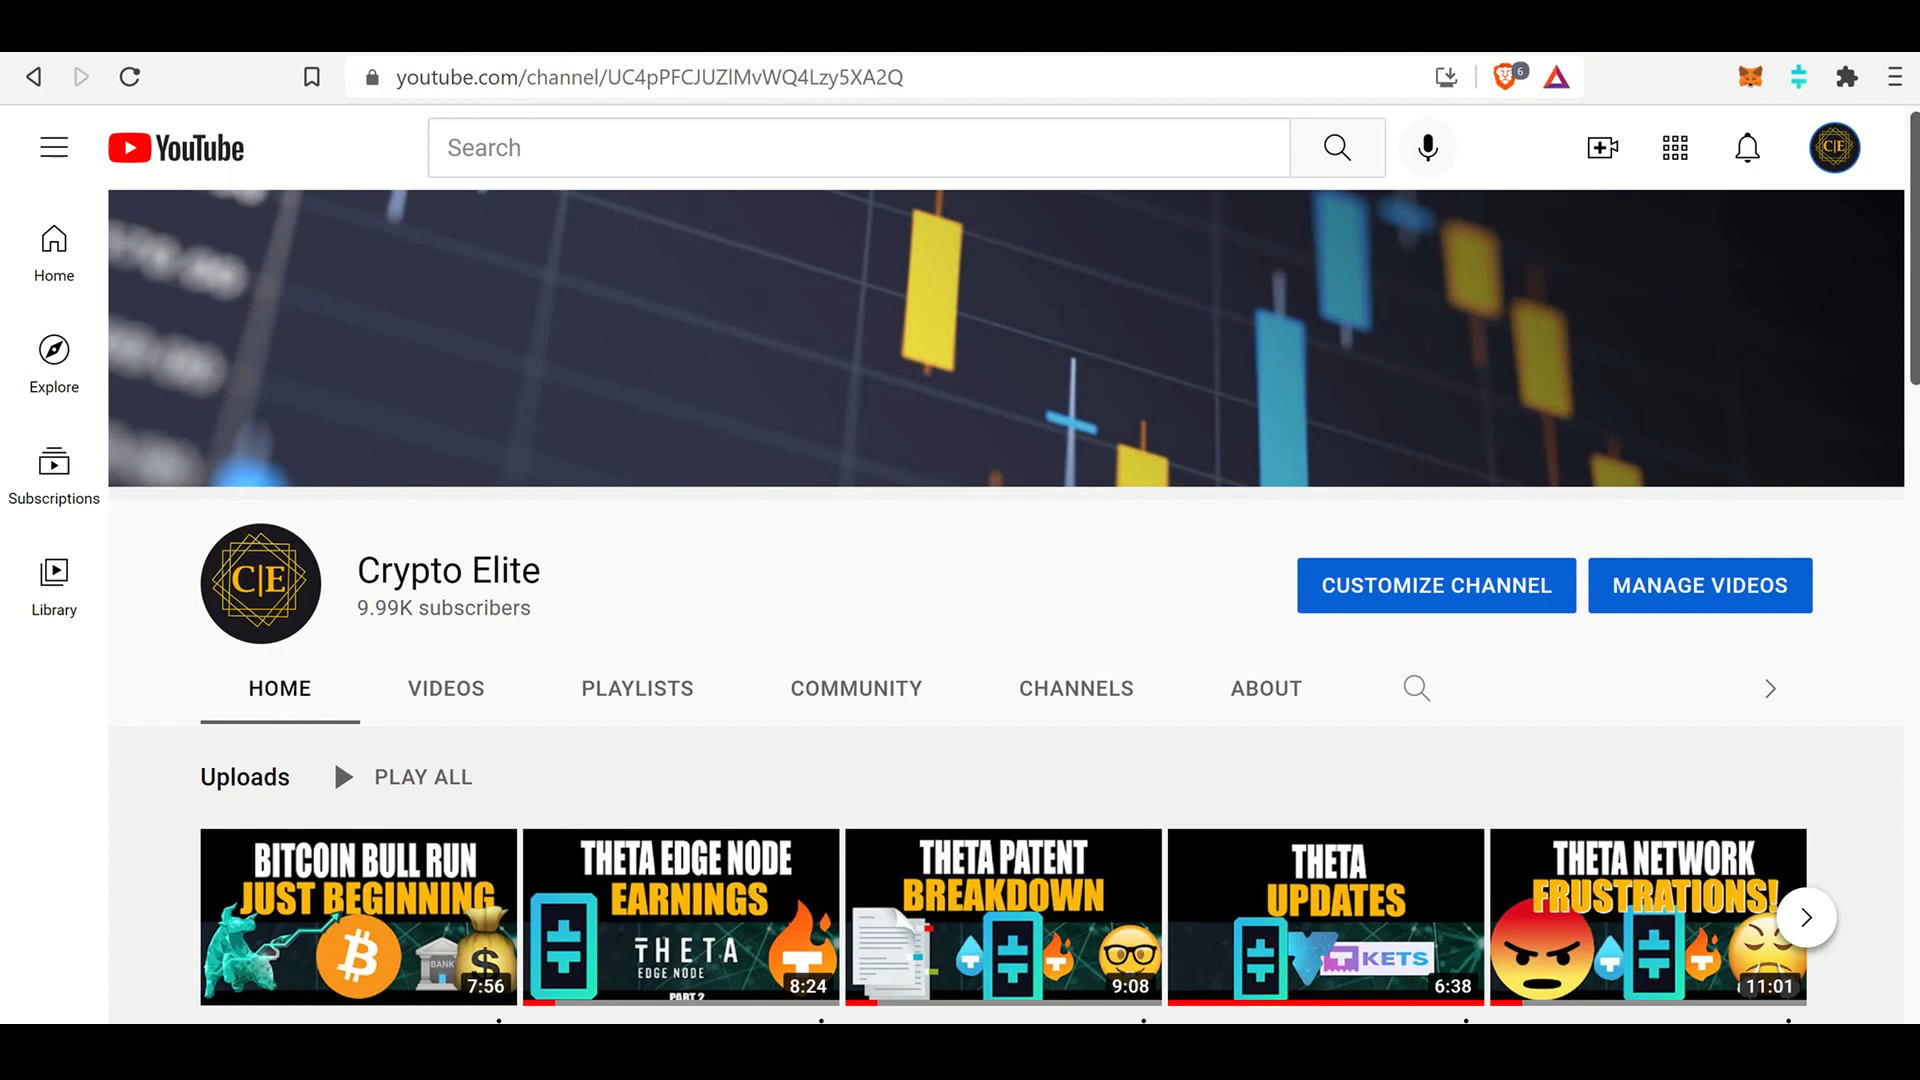 youtube.com/channel/UC4pPFCJUZIMvWQ4Lzy5XA2Q
6
YouTube
Search
C|E
Home
Explore
Subscriptions
Library
C|E
Crypto Elite
9.99K subscribers
CUSTOMIZE CHANNEL
MANAGE VIDEOS
HOME
VIDEOS
PLAYLISTS
COMMUNITY
CHANNELS
ABOUT
Uploads
PLAY ALL
BITCOIN BULL RUN
JUST BEGINNING
BANK
$
7:56
THETA EDGE NODE
EARNINGS
THETA
EDGE NODE
PART 2
8:24
THETA PATENT
BREAKDOWN
9:08
THETA
UPDATES
KETS
6:38
THETA NETWORK
FRUSTRATIONS!
11:01